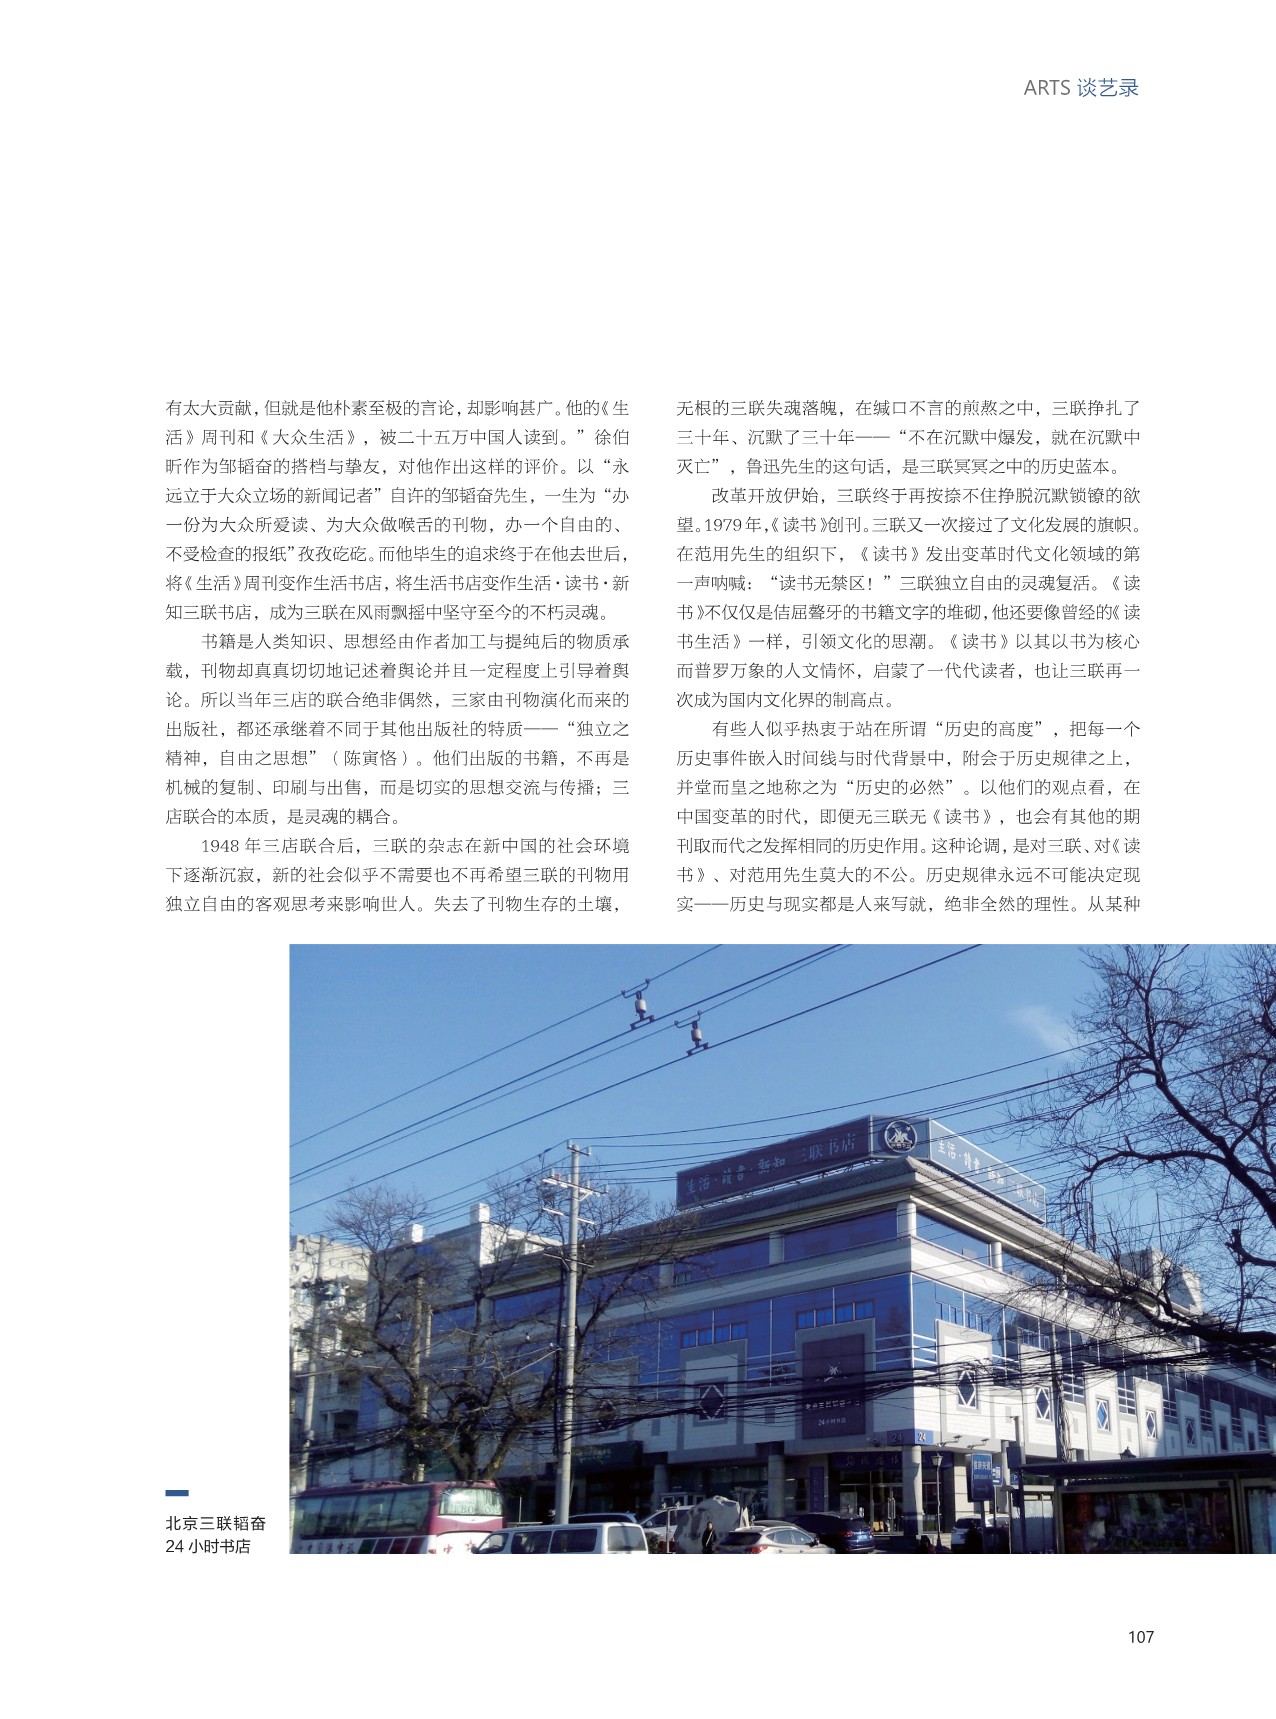 ARTS 谈艺录
有太大贡献，但就是他朴素至极的言论，却影响甚广。他的《生
活》周刊和《大众生活》，被二十五万中国人读到。”徐伯
昕作为邹韬奋的搭档与挚友，对他作出这样的评价。以“永
远立于大众立场的新闻记者”自许的邹韬奋先生，一生为“办
一份为大众所爱读、为大众做喉舌的刊物，办一个自由的、
不受检查的报纸”孜孜矻矻。而他毕生的追求终于在他去世后，
将《生活》周刊变作生活书店，将生活书店变作生活·读书·新
知三联书店，成为三联在风雨飘摇中坚守至今的不朽灵魂。
书籍是人类知识、思想经由作者加工与提纯后的物质承
载，刊物却真真切切地记述着舆论并且一定程度上引导着舆
论。所以当年三店的联合绝非偶然，三家由刊物演化而来的
出版社，都还承继着不同于其他出版社的特质——“独立之
精神，自由之思想”（陈寅恪）。他们出版的书籍，不再是
机械的复制、印刷与出售，而是切实的思想交流与传播；三
店联合的本质，是灵魂的耦合。
1948 年三店联合后，三联的杂志在新中国的社会环境
下逐渐沉寂，新的社会似乎不需要也不再希望三联的刊物用
独立自由的客观思考来影响世人。失去了刊物生存的土壤，
无根的三联失魂落魄，在缄口不言的煎熬之中，三联挣扎了
三十年、沉默了三十年——“不在沉默中爆发，就在沉默中
灭亡”，鲁迅先生的这句话，是三联冥冥之中的历史蓝本。
改革开放伊始，三联终于再按捺不住挣脱沉默锁镣的欲
望。1979 年，《读书》创刊。三联又一次接过了文化发展的旗帜。
在范用先生的组织下，《读书》发出变革时代文化领域的第
一声呐喊：“读书无禁区！”三联独立自由的灵魂复活。《读
书》不仅仅是佶屈聱牙的书籍文字的堆砌，他还要像曾经的《读
书生活》一样，引领文化的思潮。《读书》以其以书为核心
而普罗万象的人文情怀，启蒙了一代代读者，也让三联再一
次成为国内文化界的制高点。
有些人似乎热衷于站在所谓“历史的高度”，把每一个
历史事件嵌入时间线与时代背景中，附会于历史规律之上，
并堂而皇之地称之为“历史的必然”。以他们的观点看，在
中国变革的时代，即便无三联无《读书》，也会有其他的期
刊取而代之发挥相同的历史作用。这种论调，是对三联、对《读
书》、对范用先生莫大的不公。历史规律永远不可能决定现
实——历史与现实都是人来写就，绝非全然的理性。从某种
生活·讀書·新知 三联书店
生活·讀書·新知
24小时书店
24
24
北京三联韬奋
24 小时书店
107